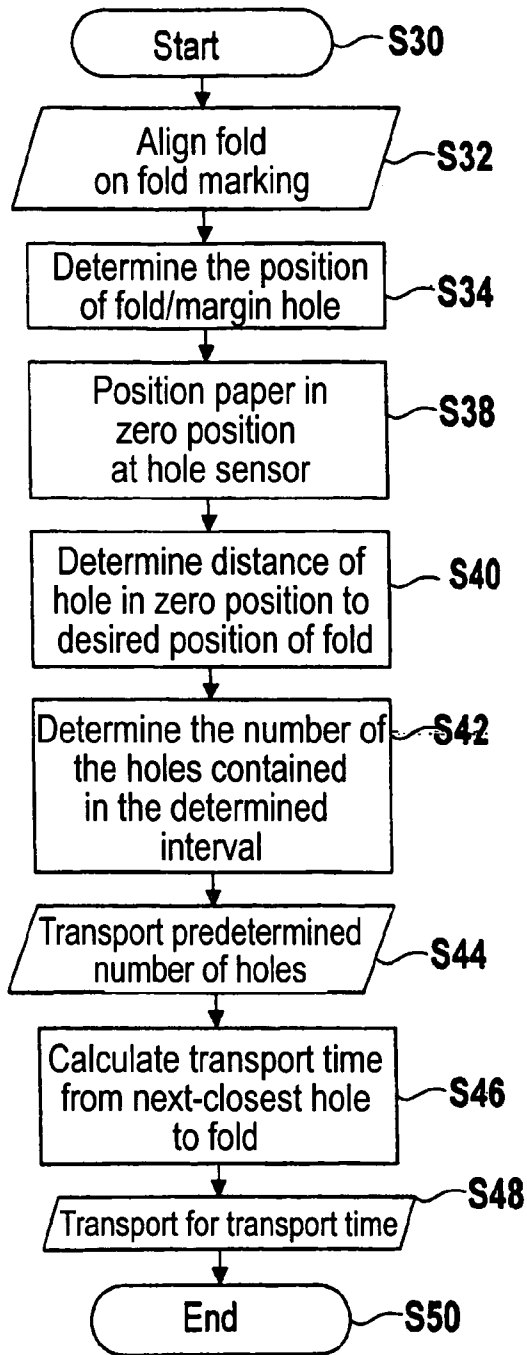 Start
S30
Align fold
on fold marking
S32
Determine the position
of fold/margin hole
S34
Position paper in
zero position
at hole sensor
S38
Determine distance of
hole in zero position to
desired position of fold
S40
Determine the number of
the holes contained
in the determined
interval
S42
Transport predetermined
number of holes
S44
Calculate transport time
from next-closest hole
to fold
S46
Transport for transport time
S48
End
S50